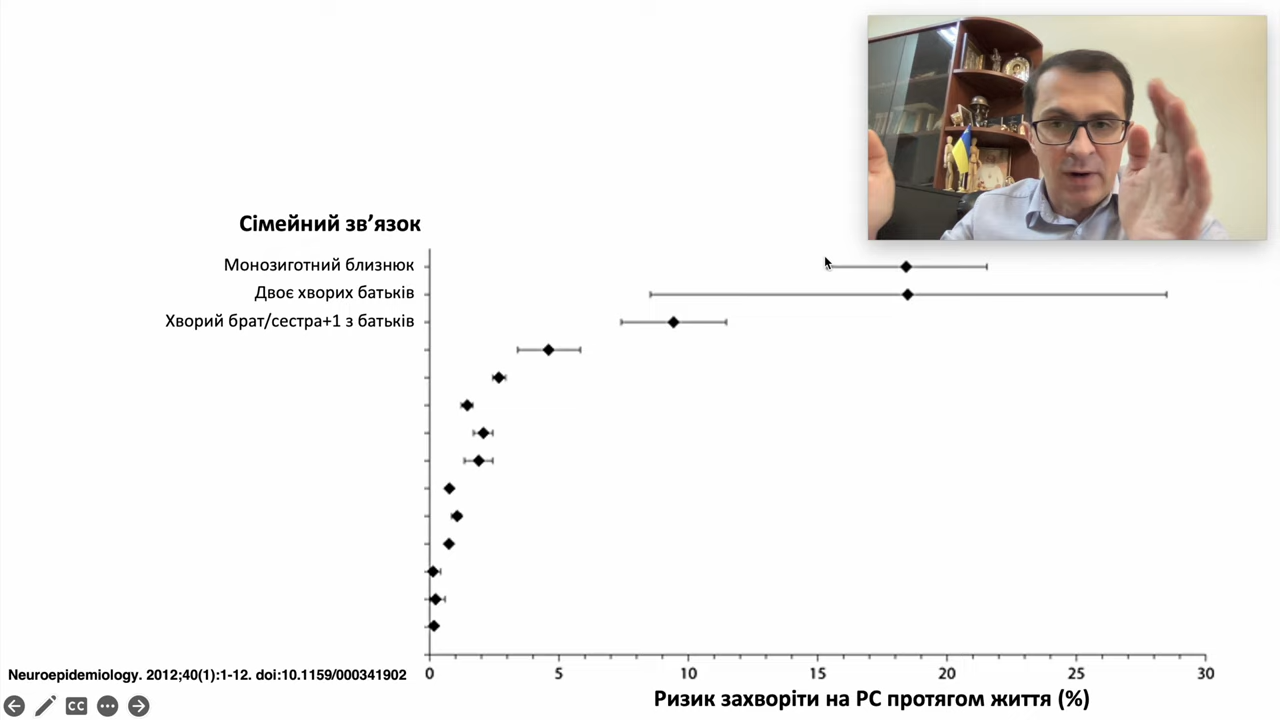 Сімейний зв’язок
Монозиготний близнюк
Двоє хворих батьків
Хворий брат/сестра+1 з батьків
0 5 10 15 20 25 30
Ризик захворіти на РС протягом життя (%)
Neuroepidemiology. 2012;40(1):1-12. doi:10.1159/000341902
CC